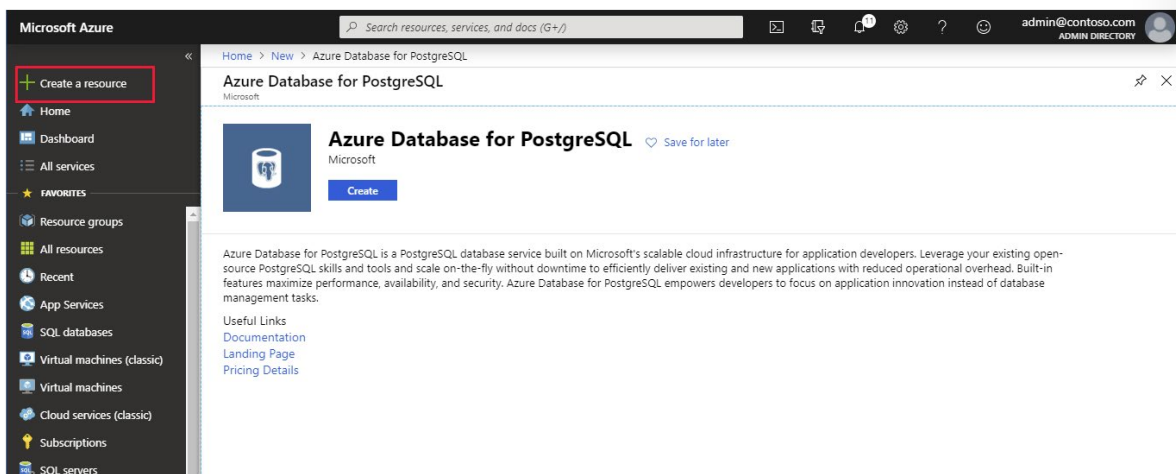 Microsoft Azure
Search resources, services, and docs (G+/)
11
?
admin@contoso.com
ADMIN DIRECTORY
«
Create a resource
Home
Dashboard
All services
FAVORITES
Resource groups
All resources
Recent
App Services
SQL databases
Virtual machines (classic)
Virtual machines
Cloud services (classic)
Subscriptions
SQL servers
Home > New > Azure Database for PostgreSQL
Azure Database for PostgreSQL
Microsoft
Azure Database for PostgreSQL
Save for later
Microsoft
Create
Azure Database for PostgreSQL is a PostgreSQL database service built on Microsoft's scalable cloud infrastructure for application developers. Leverage your existing open-
source PostgreSQL skills and tools and scale on-the-fly without downtime to efficiently deliver existing and new applications with reduced operational overhead. Built-in
features maximize performance, availability, and security. Azure Database for PostgreSQL empowers developers to focus on application innovation instead of database
management tasks.
Useful Links
Documentation
Landing Page
Pricing Details